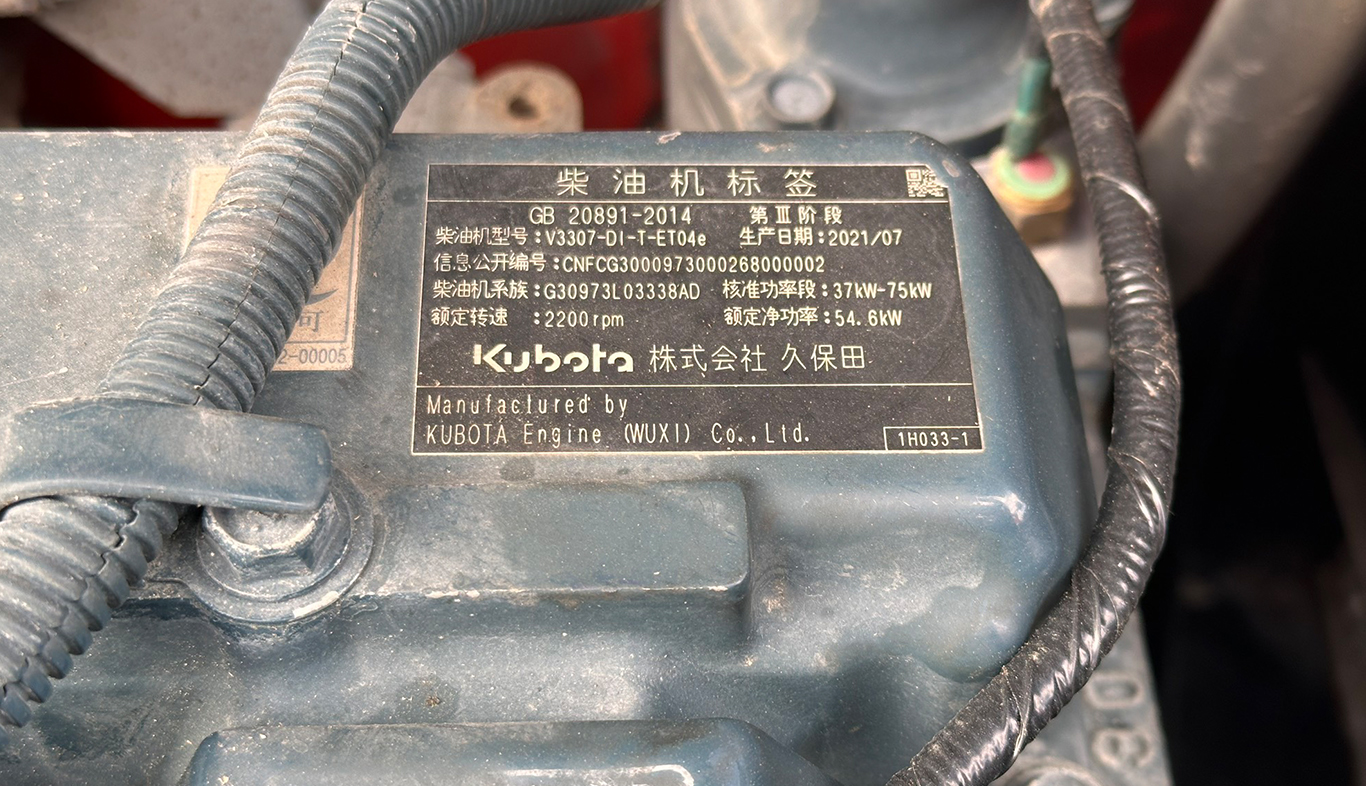 柴油机标签
GB 20891-2014 第Ⅲ阶段
柴油机型号:V3307-DI-T-ET04e 生产日期:2021/07
信息公开编号:CNFCG3000973000268000002
柴油机系族:G30973L03338AD 核准功率段:37kW-75kW
额定转速 :2200rpm 额定净功率:54.6kW
Kubota 株式会社 久保田
Manufactured by
KUBOTA Engine (WUXI) Co.,Ltd.
1H033-1
可
2-00005